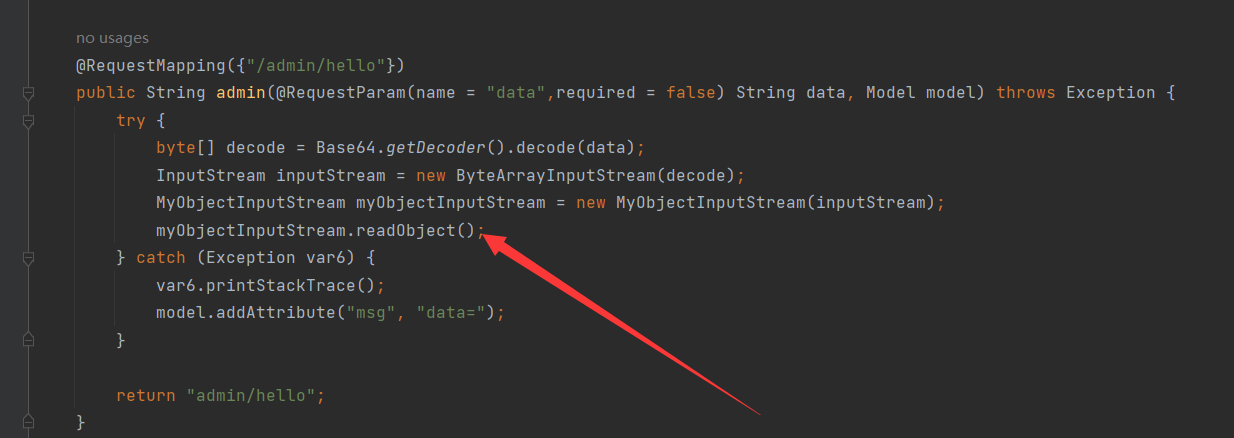 no usages
@RequestMapping({"/admin/hello"})
public String admin(@RequestParam(name = "data",required = false) String data, Model model) throws Exception {
try {
byte[] decode = Base64.getDecoder().decode(data);
InputStream inputStream = new ByteArrayInputStream(decode);
MyObjectInputStream myObjectInputStream = new MyObjectInputStream(inputStream);
myObjectInputStream.readObject();
} catch (Exception var6) {
var6.printStackTrace();
model.addAttribute("msg", "data=");
}
return "admin/hello";
}